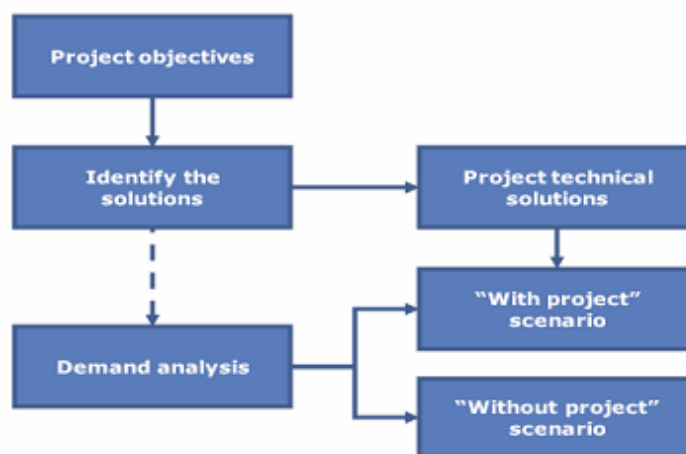 Project objectives
Identify the
solutions
Project technical
solutions
“With project”
scenario
Demand analysis
“Without project”
scenario